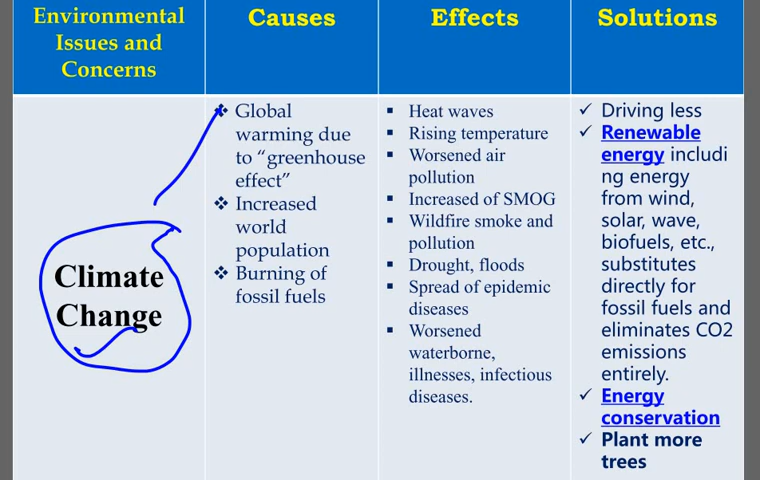 Environmental
Issues and
Concerns
Causes
Effects
Solutions
Climate
Change
❖ Global
warming due
to “greenhouse
effect”
❖ Increased
world
population
❖ Burning of
fossil fuels
▪ Heat waves
▪ Rising temperature
▪ Worsened air
pollution
▪ Increased of SMOG
▪ Wildfire smoke and
pollution
▪ Drought, floods
▪ Spread of epidemic
diseases
▪ Worsened
waterborne,
illnesses, infectious
diseases.
✓ Driving less
✓ Renewable
energy includi
ng energy
from wind,
solar, wave,
biofuels, etc.,
substitutes
directly for
fossil fuels and
eliminates CO2
emissions
entirely.
✓ Energy
conservation
✓ Plant more
trees